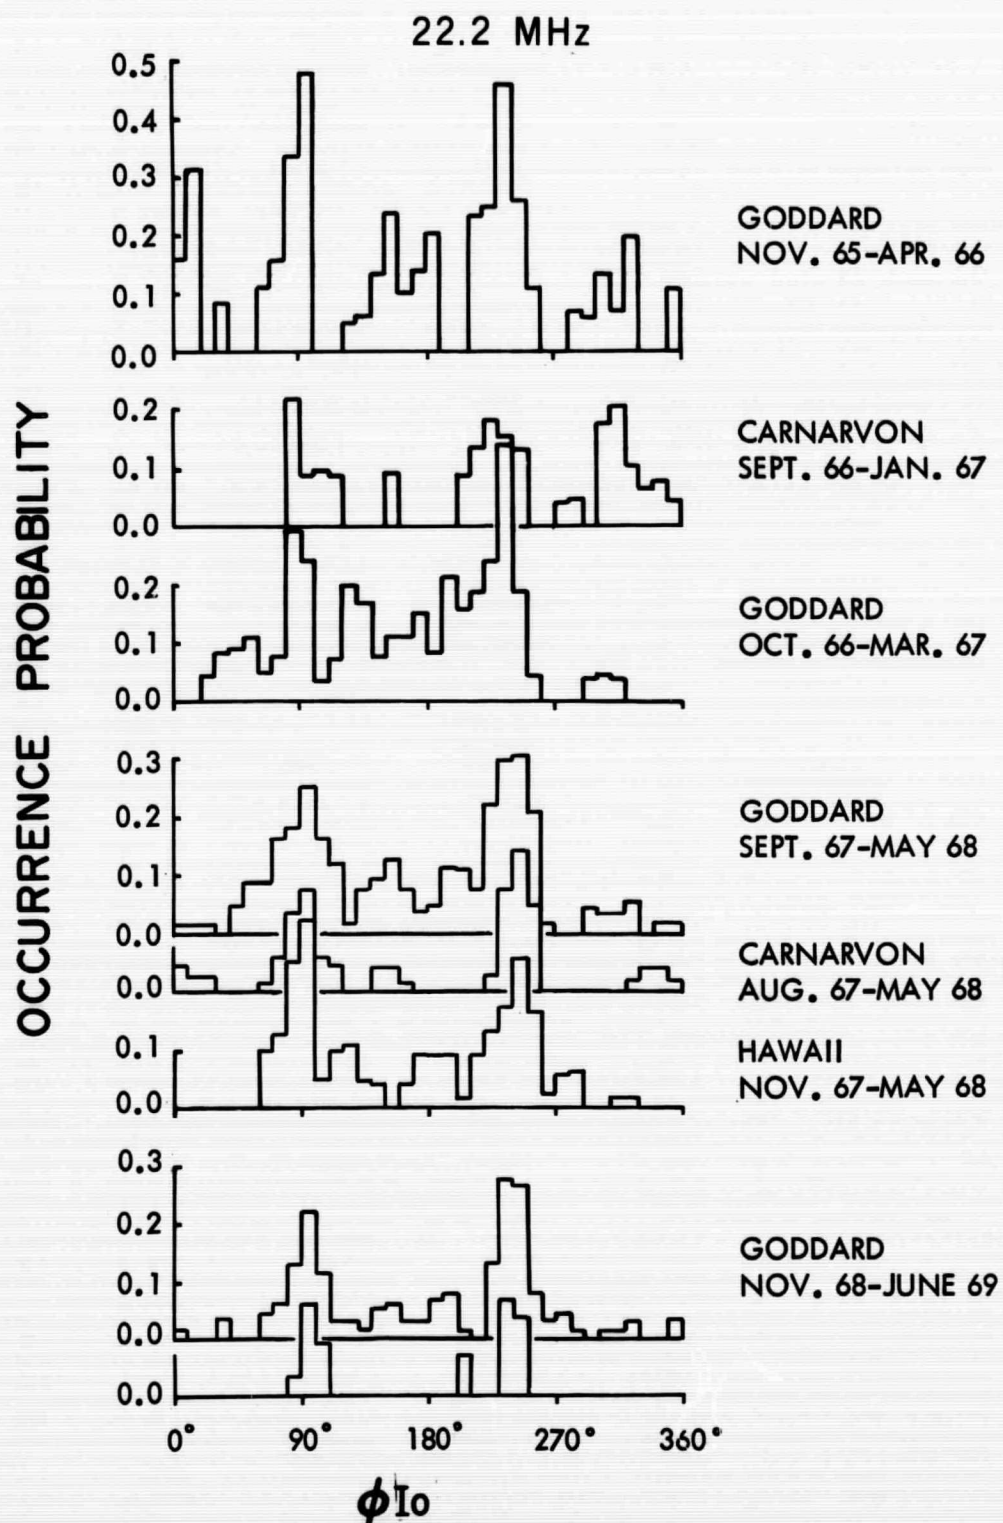 22.2 MHz
OCCURRENCE PROBABILITY
0.5
0.4
0.3
0.2
0.1
0.0
GODDARD
NOV. 65-APR. 66
0.2
0.1
0.0
CARNARVON
SEPT. 66-JAN. 67
0.2
0.1
0.0
GODDARD
OCT. 66-MAR. 67
0.3
0.2
0.1
0.0
GODDARD
SEPT. 67-MAY 68
0.0
CARNARVON
AUG. 67-MAY 68
0.1
0.0
HAWAII
NOV. 67-MAY 68
0.3
0.2
0.1
0.0
GODDARD
NOV. 68-JUNE 69
0.0
0° 90° 180° 270° 360°
ϕIo